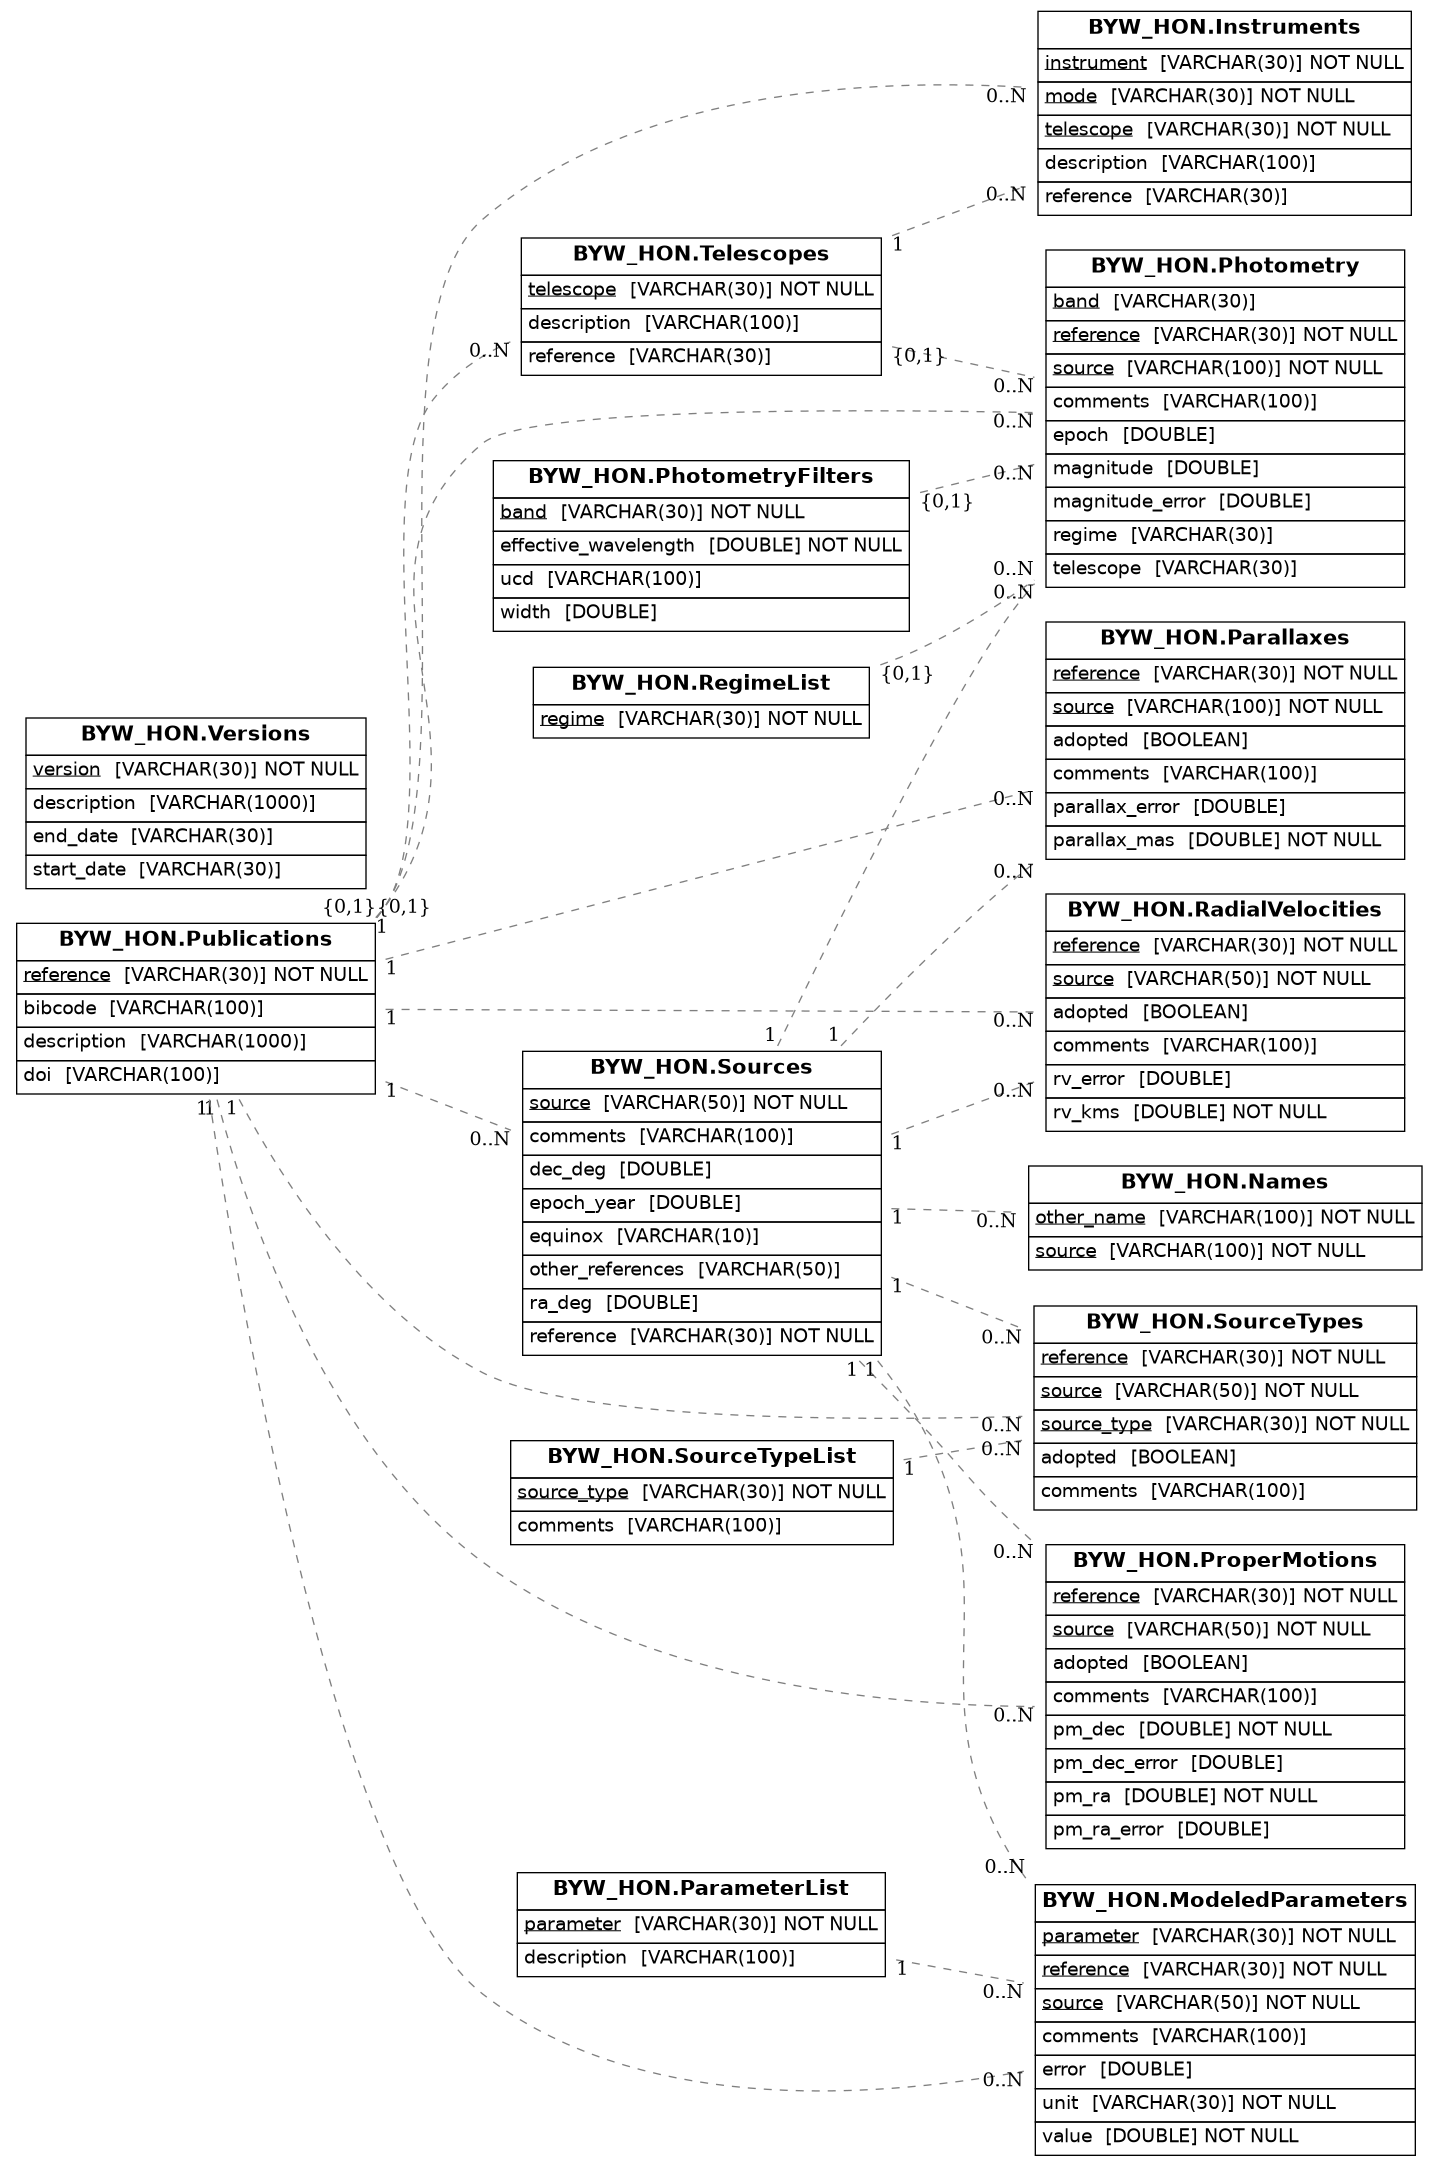 BYW_HON.Instruments
instrument [VARCHAR(30)] NOT NULL
mode [VARCHAR(30)] NOT NULL
telescope [VARCHAR(30)] NOT NULL
description [VARCHAR(100)]
reference [VARCHAR(30)]
0..N
0..N
1
BYW_HON.Telescopes
telescope [VARCHAR(30)] NOT NULL
description [VARCHAR(100)]
reference [VARCHAR(30)]
0..N
{0,1}
BYW_HON.Photometry
band [VARCHAR(30)]
reference [VARCHAR(30)] NOT NULL
source [VARCHAR(100)] NOT NULL
comments [VARCHAR(100)]
epoch [DOUBLE]
magnitude [DOUBLE]
magnitude_error [DOUBLE]
regime [VARCHAR(30)]
telescope [VARCHAR(30)]
0..N
0..N
0..N
0..N
0..N
BYW_HON.PhotometryFilters
band [VARCHAR(30)] NOT NULL
effective_wavelength [DOUBLE] NOT NULL
ucd [VARCHAR(100)]
width [DOUBLE]
{0,1}
BYW_HON.RegimeList
regime [VARCHAR(30)] NOT NULL
{0,1}
BYW_HON.Parallaxes
reference [VARCHAR(30)] NOT NULL
source [VARCHAR(100)] NOT NULL
adopted [BOOLEAN]
comments [VARCHAR(100)]
parallax_error [DOUBLE]
parallax_mas [DOUBLE] NOT NULL
0..N
0..N
BYW_HON.Versions
version [VARCHAR(30)] NOT NULL
description [VARCHAR(1000)]
end_date [VARCHAR(30)]
start_date [VARCHAR(30)]
{0,1}
{0,1}
1
BYW_HON.Publications
reference [VARCHAR(30)] NOT NULL
bibcode [VARCHAR(100)]
description [VARCHAR(1000)]
doi [VARCHAR(100)]
1
1
1
1
1
1
BYW_HON.RadialVelocities
reference [VARCHAR(30)] NOT NULL
source [VARCHAR(50)] NOT NULL
adopted [BOOLEAN]
comments [VARCHAR(100)]
rv_error [DOUBLE]
rv_kms [DOUBLE] NOT NULL
0..N
0..N
1
1
BYW_HON.Sources
source [VARCHAR(50)] NOT NULL
comments [VARCHAR(100)]
dec_deg [DOUBLE]
epoch_year [DOUBLE]
equinox [VARCHAR(10)]
other_references [VARCHAR(50)]
ra_deg [DOUBLE]
reference [VARCHAR(30)] NOT NULL
0..N
1
1
1
1
1
BYW_HON.Names
other_name [VARCHAR(100)] NOT NULL
source [VARCHAR(100)] NOT NULL
0..N
BYW_HON.SourceTypes
reference [VARCHAR(30)] NOT NULL
source [VARCHAR(50)] NOT NULL
source_type [VARCHAR(30)] NOT NULL
adopted [BOOLEAN]
comments [VARCHAR(100)]
0..N
0..N
0..N
BYW_HON.SourceTypeList
source_type [VARCHAR(30)] NOT NULL
comments [VARCHAR(100)]
1
BYW_HON.ProperMotions
reference [VARCHAR(30)] NOT NULL
source [VARCHAR(50)] NOT NULL
adopted [BOOLEAN]
comments [VARCHAR(100)]
pm_dec [DOUBLE] NOT NULL
pm_dec_error [DOUBLE]
pm_ra [DOUBLE] NOT NULL
pm_ra_error [DOUBLE]
0..N
0..N
BYW_HON.ParameterList
parameter [VARCHAR(30)] NOT NULL
description [VARCHAR(100)]
1
BYW_HON.ModeledParameters
parameter [VARCHAR(30)] NOT NULL
reference [VARCHAR(30)] NOT NULL
source [VARCHAR(50)] NOT NULL
comments [VARCHAR(100)]
error [DOUBLE]
unit [VARCHAR(30)] NOT NULL
value [DOUBLE] NOT NULL
0..N
0..N
0..N